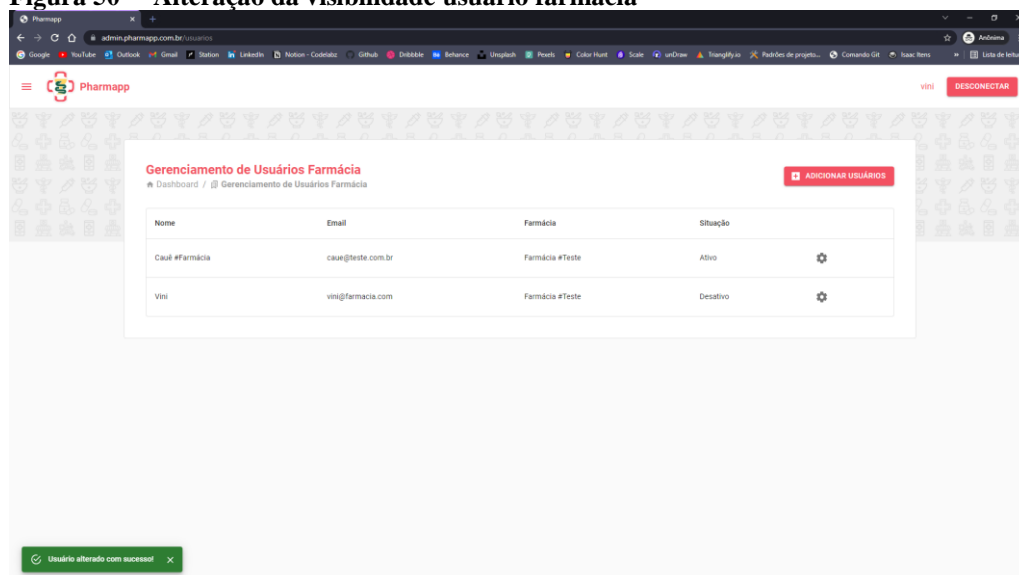 Figura 50 – Alteração da visibilidade usuário farmácia
Pharmapp
admin.pharmapp.com.br/usuarios
Anônima
Google YouTube Outlook Gmail Station LinkedIn Notion - Codelabz Github Dribbble Behance Unsplash Pexels Color Hunt Scale unDraw Trianglify.io Padrões de projeto... Comando Git Isaac Itens » Lista de leitu
Pharmapp vini DESCONECTAR
Gerenciamento de Usuários Farmácia
ADICIONAR USUÁRIOS
Dashboard / Gerenciamento de Usuários Farmácia
Nome Email Farmácia Situação
Cauê #Farmácia caue@teste.com.br Farmácia #Teste Ativo
Vini vini@farmacia.com Farmácia #Teste Desativo
Usuário alterado com sucesso!